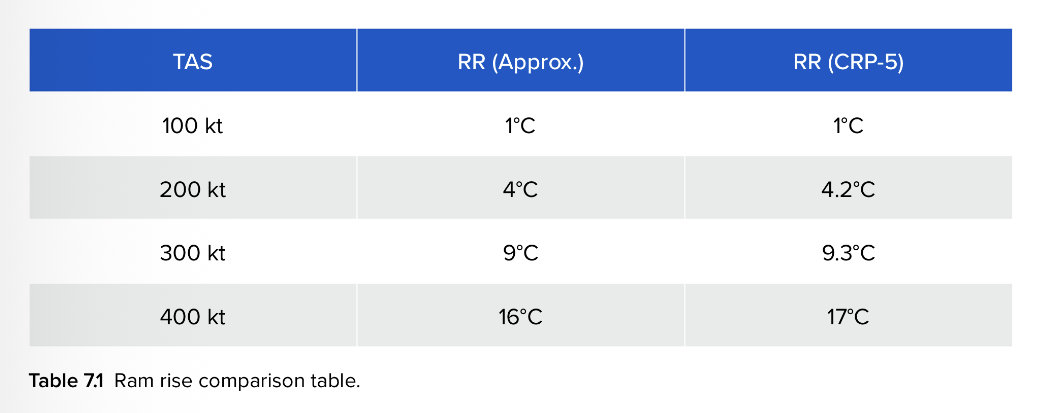 TAS RR (Approx.) RR (CRP-5)
100 kt 1°C 1°C
200 kt 4°C 4.2°C
300 kt 9°C 9.3°C
400 kt 16°C 17°C
Table 7.1 Ram rise comparison table.